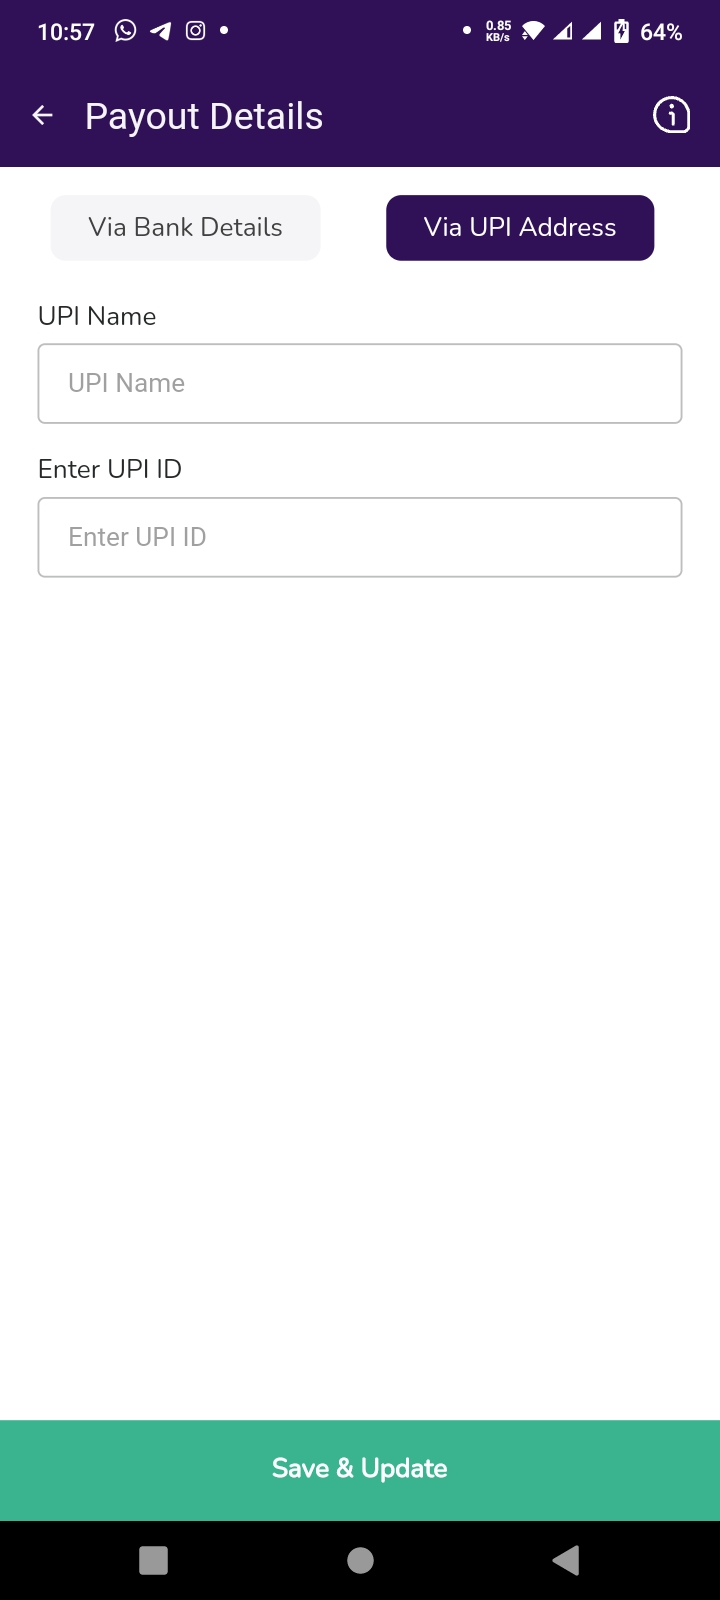 10:57
0.85
KB/s
64%
Payout Details
Via Bank Details
Via UPI Address
UPI Name
UPI Name
Enter UPI ID
Enter UPI ID
Save & Update